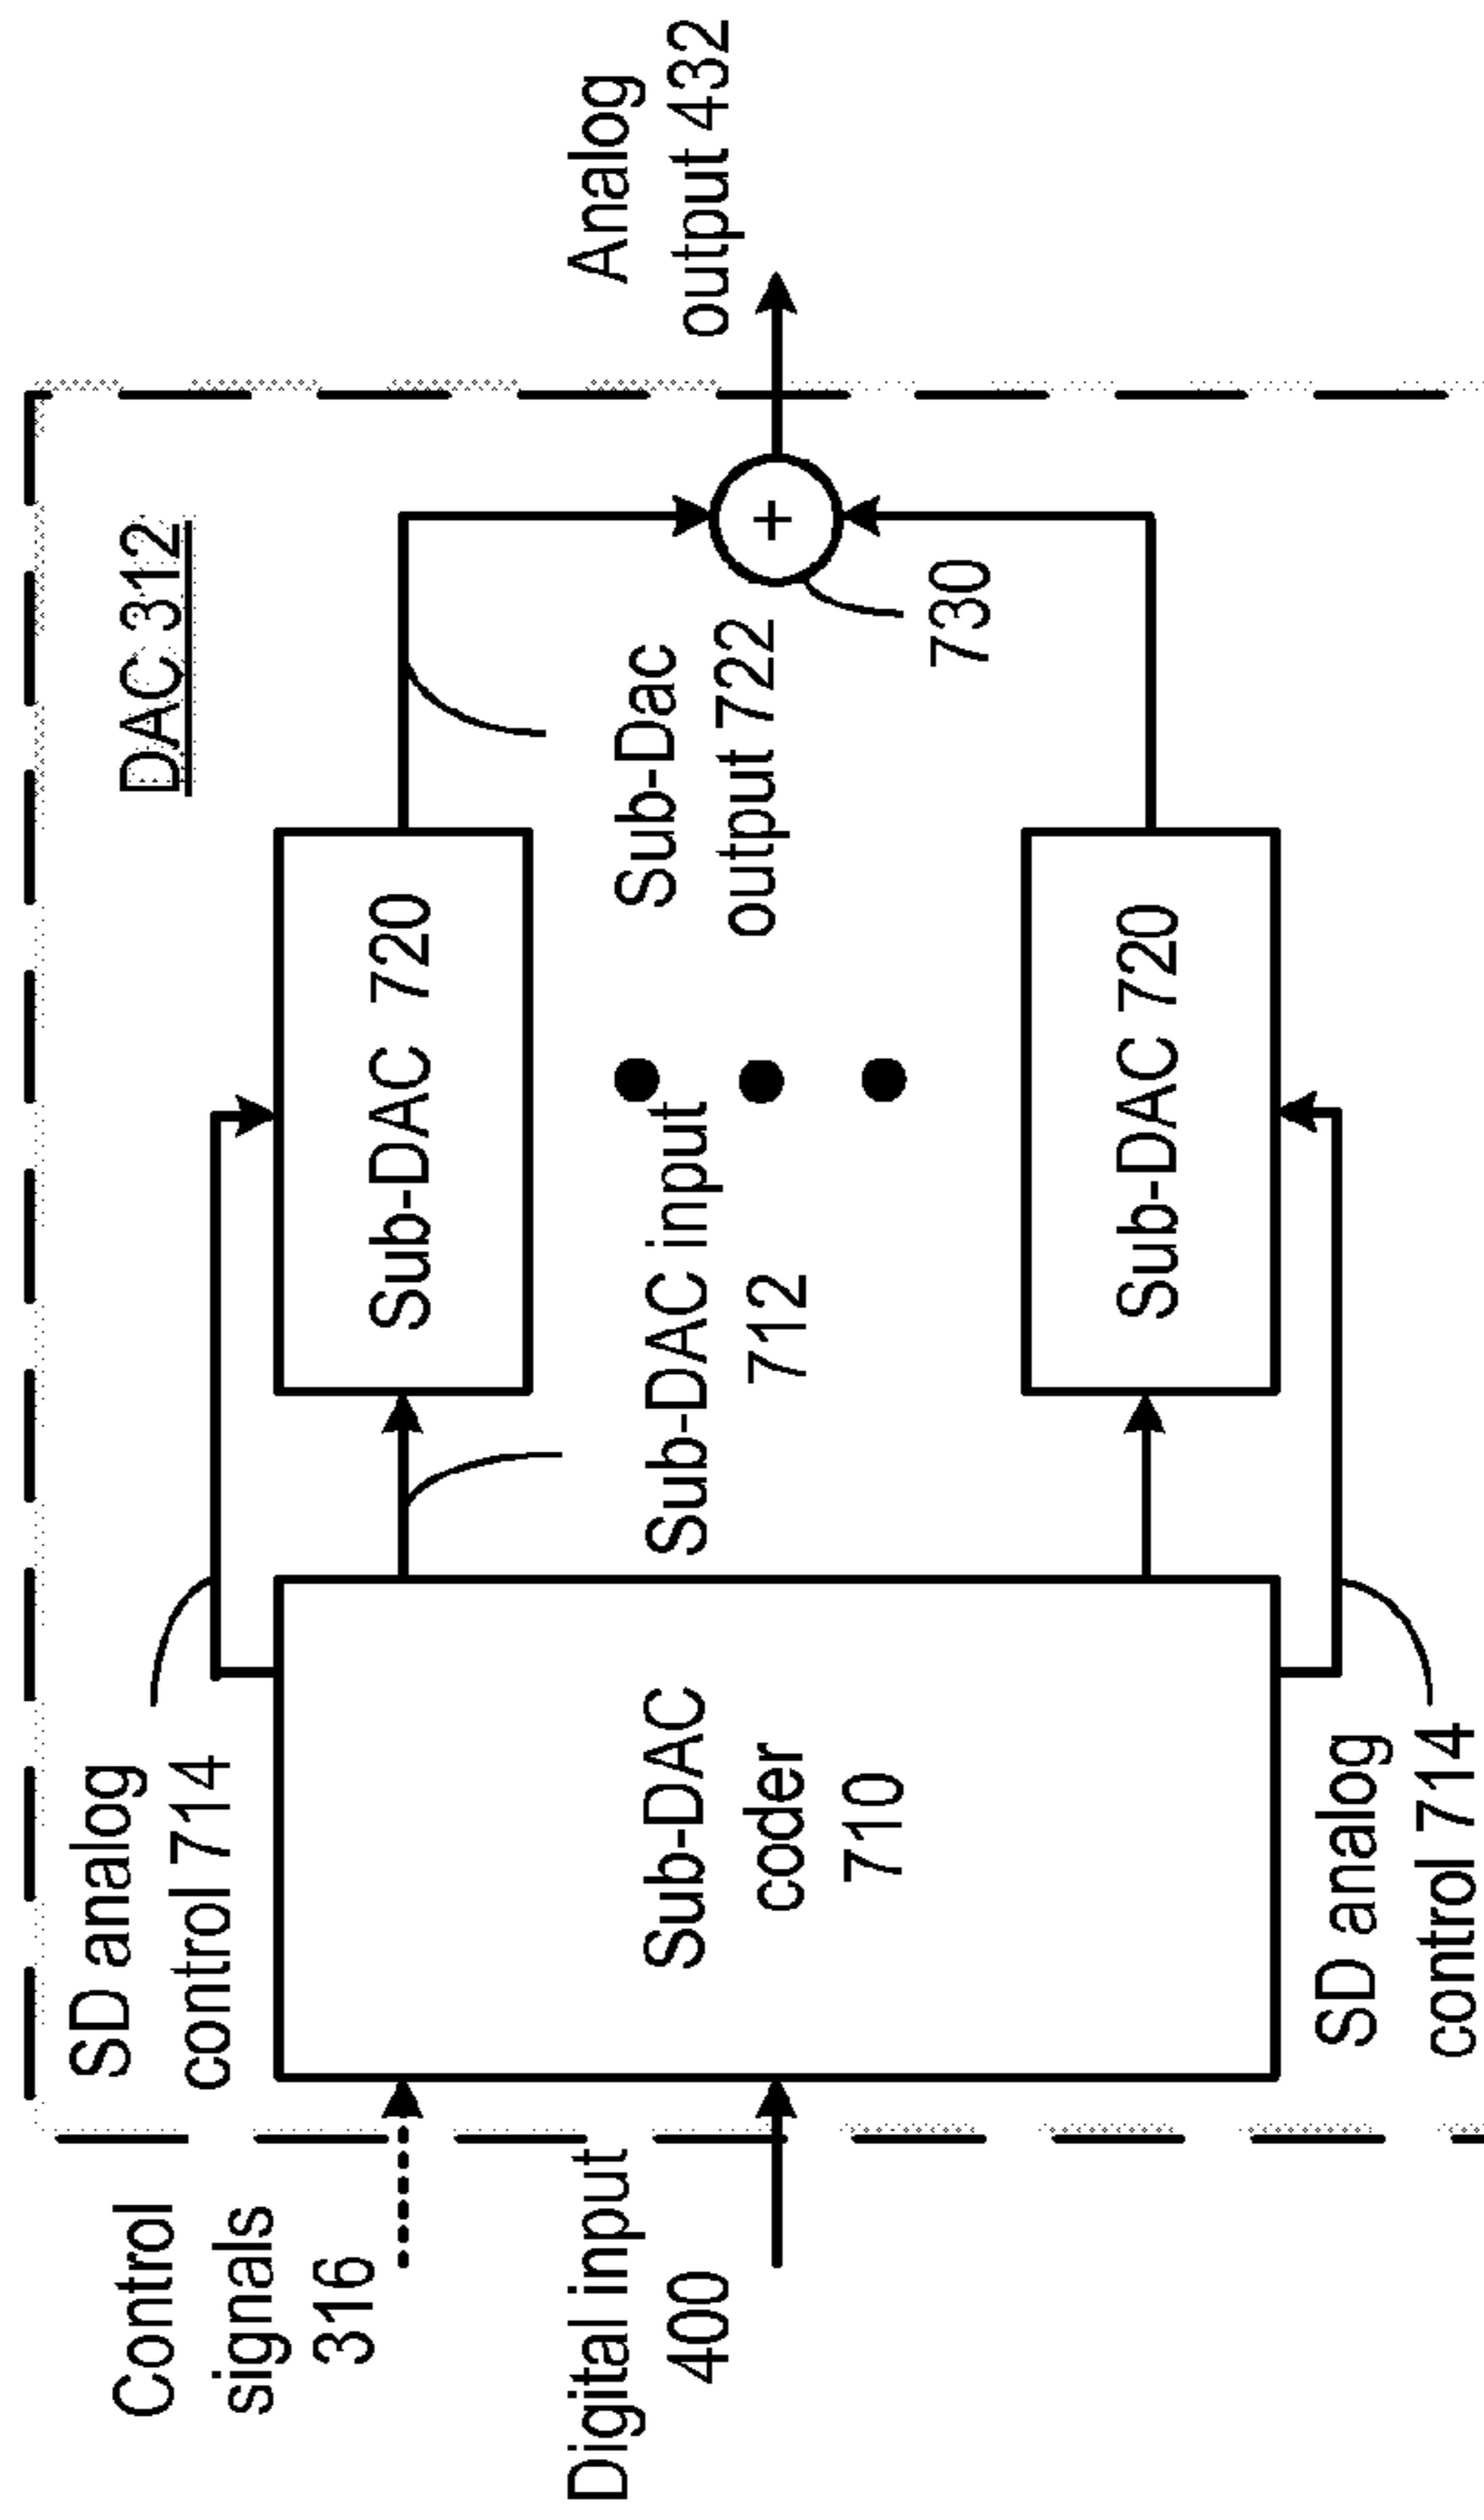 DAC 312
Control
signals
316
SD analog
control 714
Sub-DAC 720
Analog
output 432
Digital input
400
Sub-DAC
coder
710
Sub-DAC input
712
Sub-Dac
output 722
+
730
Sub-DAC 720
SD analog
control 714